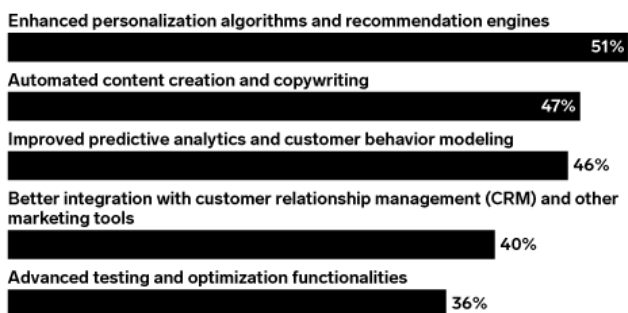 Enhanced personalization algorithms and recommendation engines
51%
Automated content creation and copywriting
47%
Improved predictive analytics and customer behavior modeling
46%
Better integration with customer relationship management (CRM) and other
marketing tools
40%
Advanced testing and optimization functionalities
36%